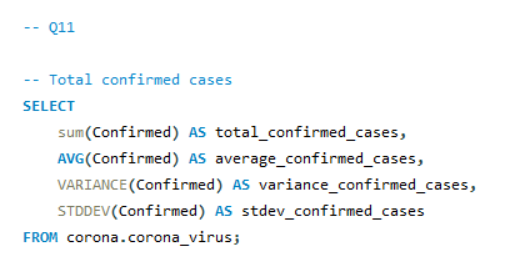 -- Q11
-- Total confirmed cases
SELECT
sum(Confirmed) AS total_confirmed_cases,
AVG(Confirmed) AS average_confirmed_cases,
VARIANCE(Confirmed) AS variance_confirmed_cases,
STDDEV(Confirmed) AS stdev_confirmed_cases
FROM corona.corona_virus;